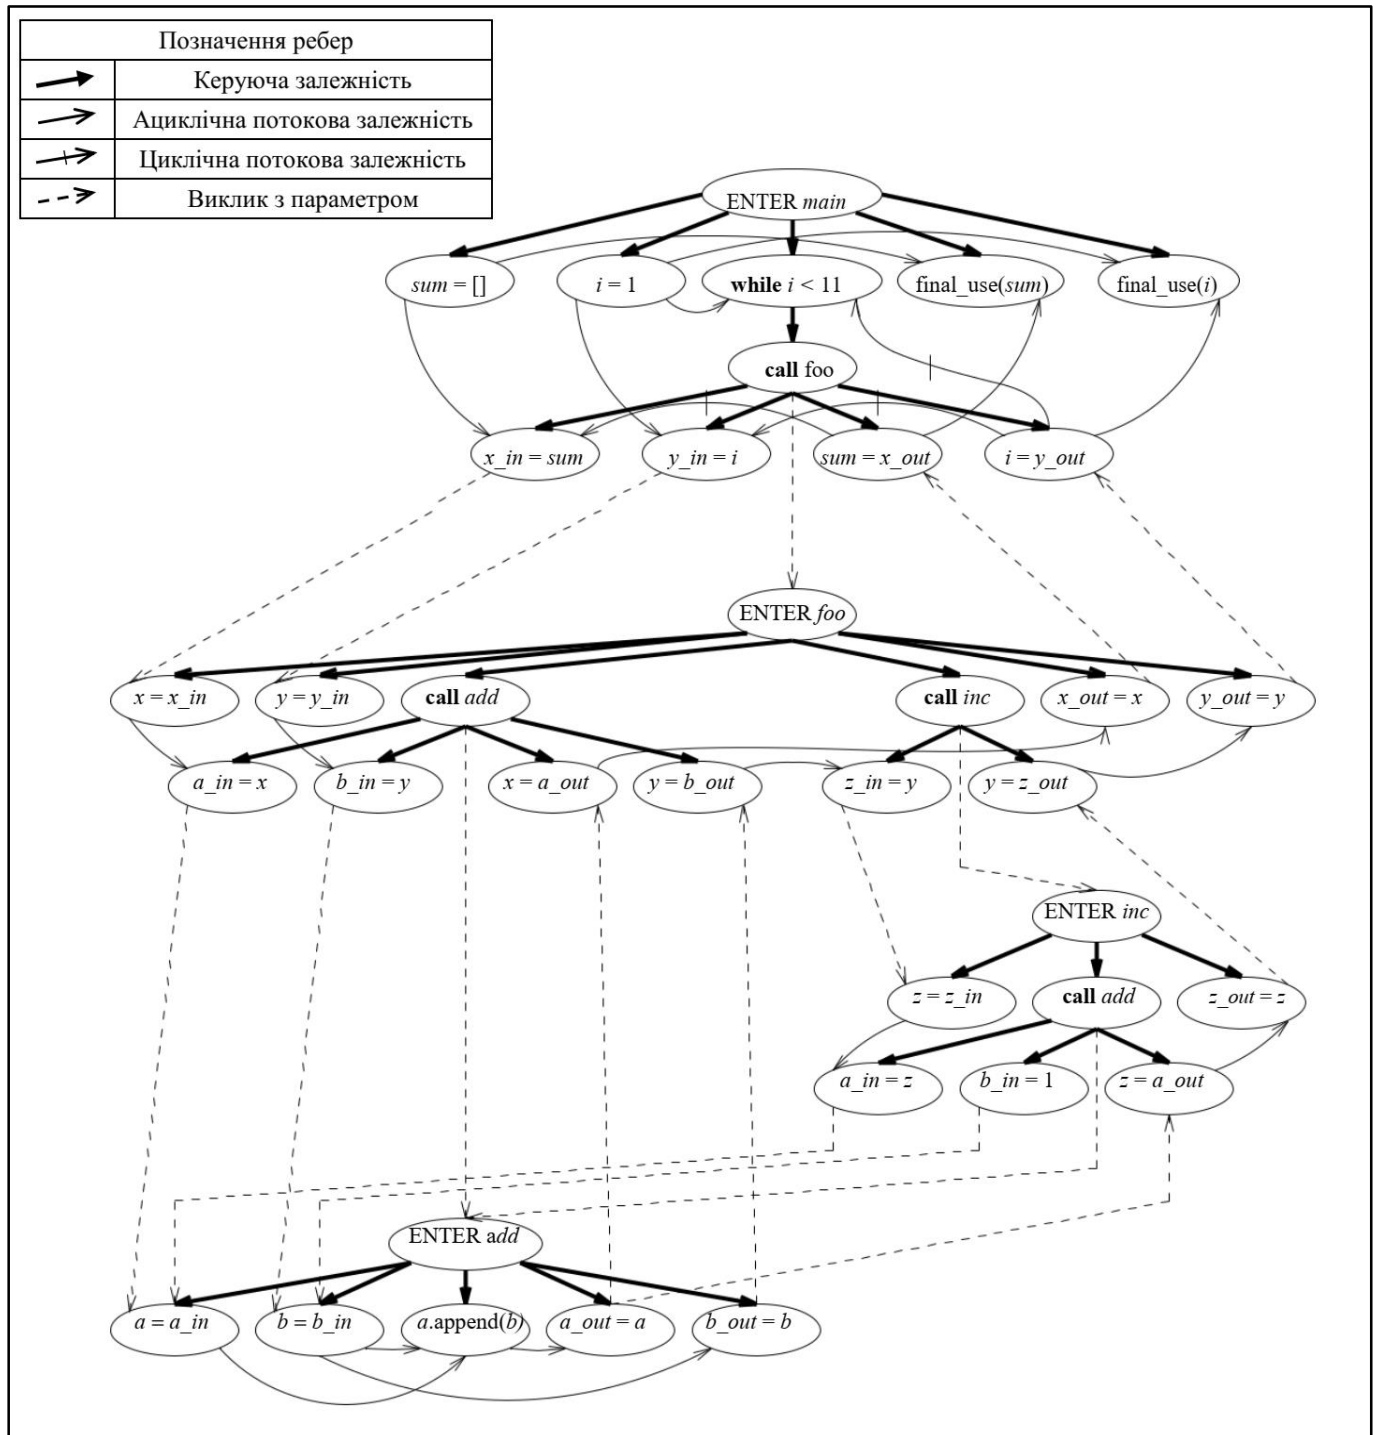 Позначення ребер
Керуюча залежність
Ациклічна потокова залежність
Циклічна потокова залежність
Виклик з параметром
ENTER main
sum = []
i = 1
while i < 11
final_use(sum)
final_use(i)
call foo
x_in = sum
y_in = i
sum = x_out
i = y_out
ENTER foo
x = x_in
y = y_in
call add
call inc
x_out = x
y_out = y
a_in = x
b_in = y
x = a_out
y = b_out
z_in = y
y = z_out
ENTER inc
z = z_in
call add
z_out = z
a_in = z
b_in = 1
z = a_out
ENTER add
a = a_in
b = b_in
a.append(b)
a_out = a
b_out = b